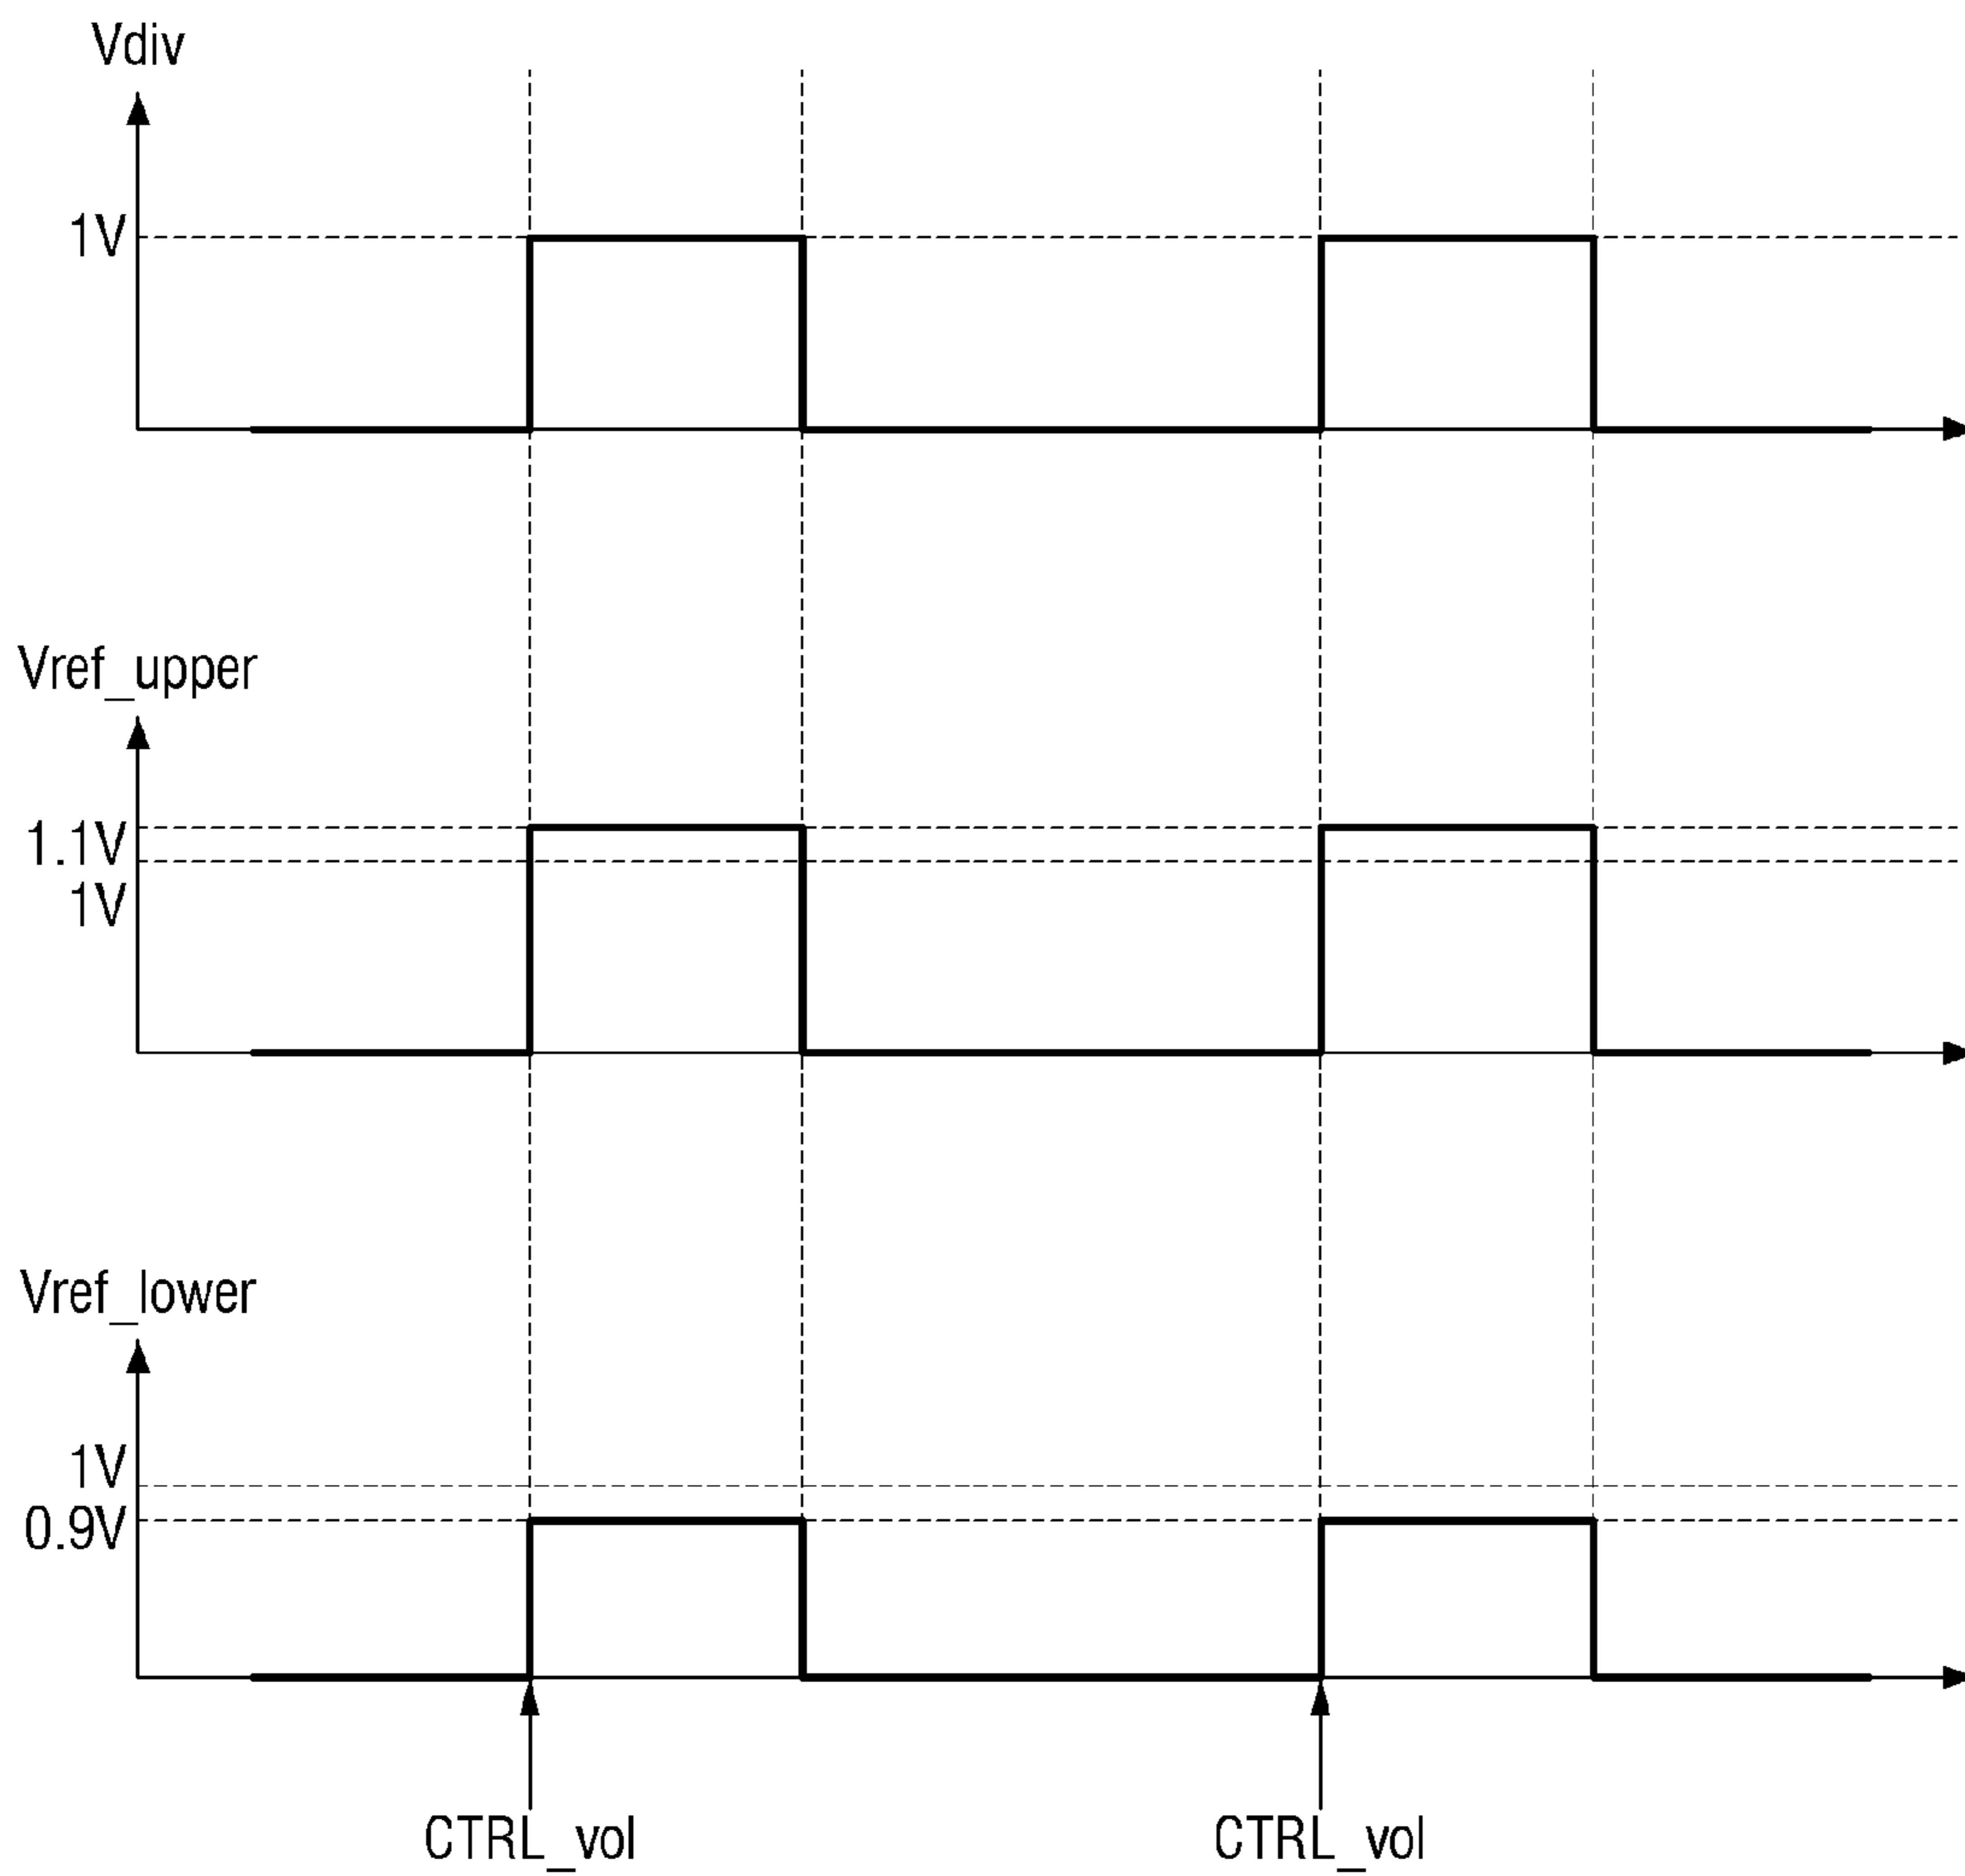 Vdiv
1V
Vref_upper
1.1V
1V
Vref_lower
1V
0.9V
CTRL_vol CTRL_vol